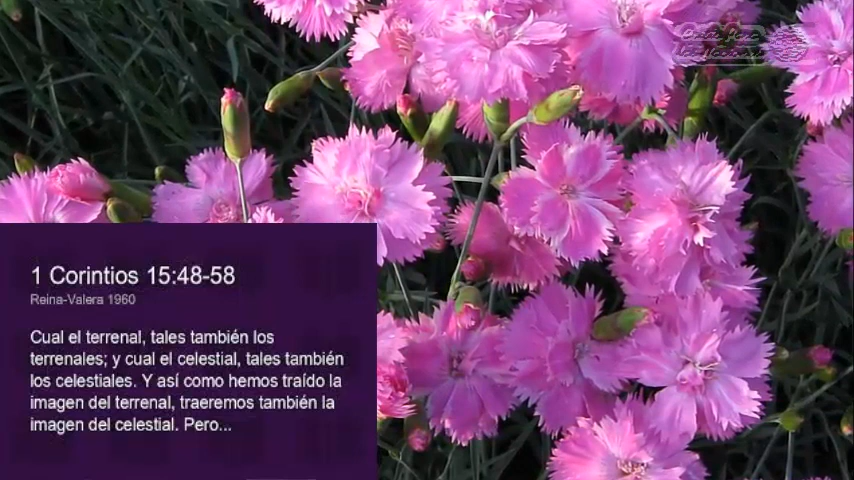 1 Corintios 15:48-58
Reina-Valera 1960
Cual el terrenal, tales también los
terrenales; y cual el celestial, tales también
los celestiales. Y así como hemos traído la
imagen del terrenal, traeremos también la
imagen del celestial. Pero...